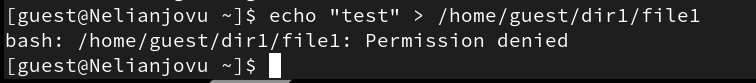 [guest@Nelianjovu ~]$ echo "test" > /home/guest/dir1/file1
bash: /home/guest/dir1/file1: Permission denied
[guest@Nelianjovu ~]$